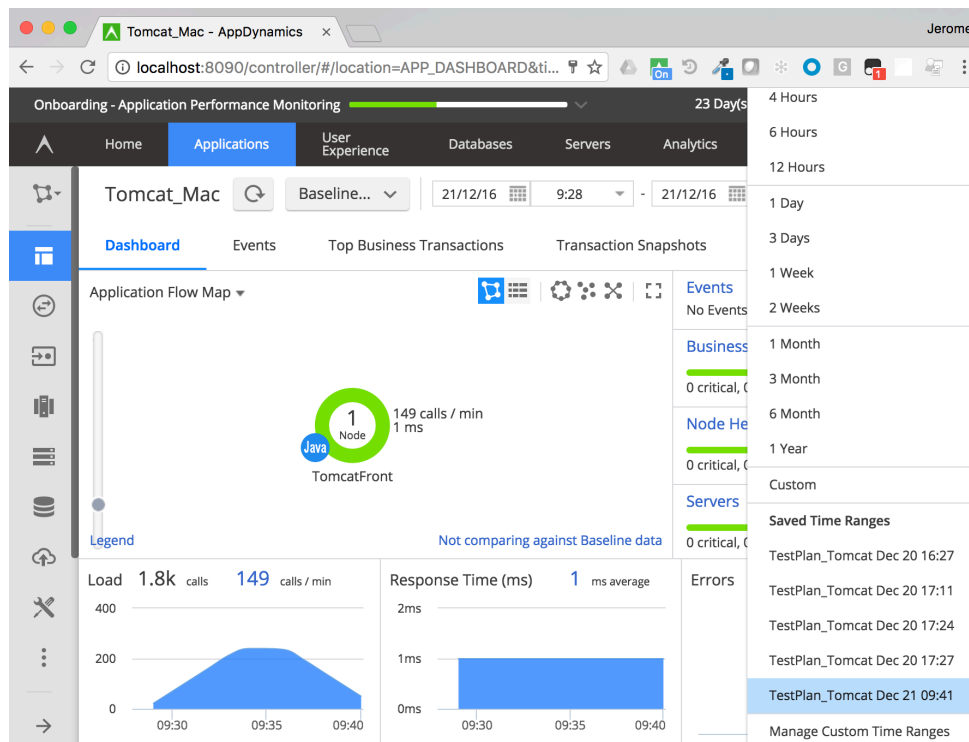 Tomcat_Mac - AppDynamics ×
Jerome
localhost:8090/controller/#/location=APP_DASHBOARD&ti...
On
G
1
Onboarding - Application Performance Monitoring
23 Day(s
Home
Applications
User
Experience
Databases
Servers
Analytics
Tomcat_Mac
Baseline...
21/12/16
9:28
-
21/12/16
Dashboard
Events
Top Business Transactions
Transaction Snapshots
Application Flow Map
1
Node
Java
149 calls / min
1 ms
TomcatFront
Legend
Not comparing against Baseline data
Events
No Events
Business
0 critical, 0
Node He
0 critical, 0
Servers
0 critical, 0
Load 1.8k calls 149 calls / min
400
200
0
09:30 09:35 09:40
Response Time (ms) 1 ms average
2ms
1ms
0ms
09:30 09:35 09:40
Errors
4 Hours
6 Hours
12 Hours
1 Day
3 Days
1 Week
2 Weeks
1 Month
3 Month
6 Month
1 Year
Custom
Saved Time Ranges
TestPlan_Tomcat Dec 20 16:27
TestPlan_Tomcat Dec 20 17:11
TestPlan_Tomcat Dec 20 17:24
TestPlan_Tomcat Dec 20 17:27
TestPlan_Tomcat Dec 21 09:41
Manage Custom Time Ranges